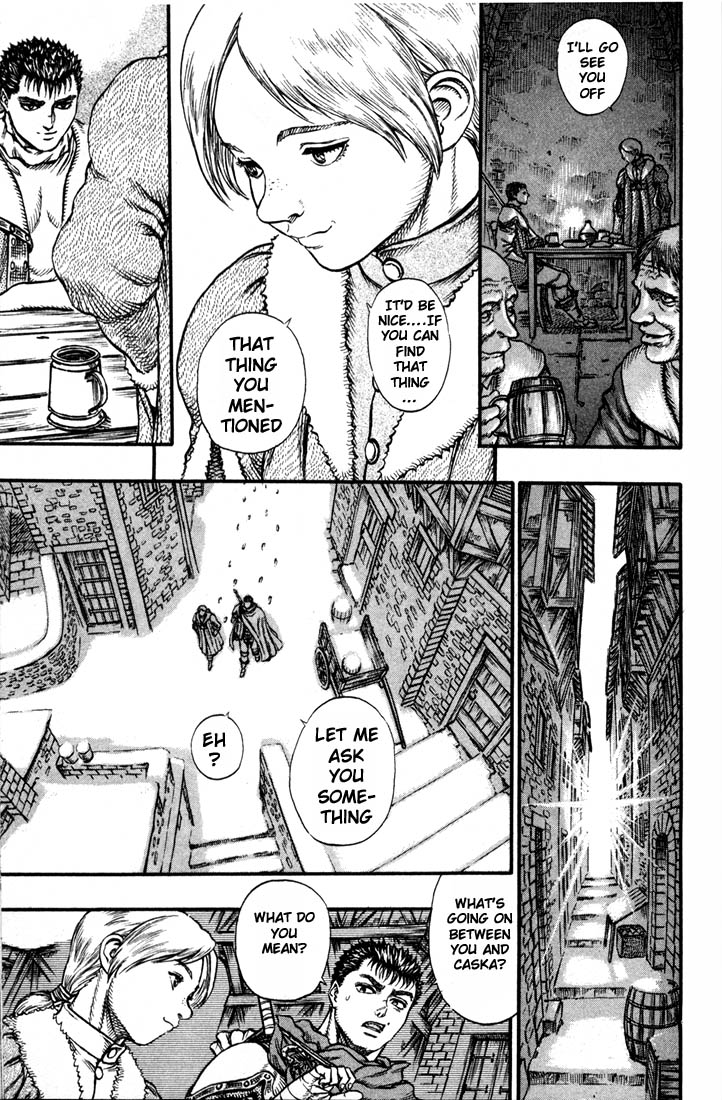 I'LL GO
SEE
YOU
OFF
IT'D BE
NICE....IF
YOU CAN
FIND
THAT
THING
...
THAT
THING
YOU
MEN-
TIONED
LET ME
ASK
YOU
SOME-
THING
EH
?
WHAT'S
GOING ON
BETWEEN
YOU AND
CASKA?
WHAT DO
YOU
MEAN?